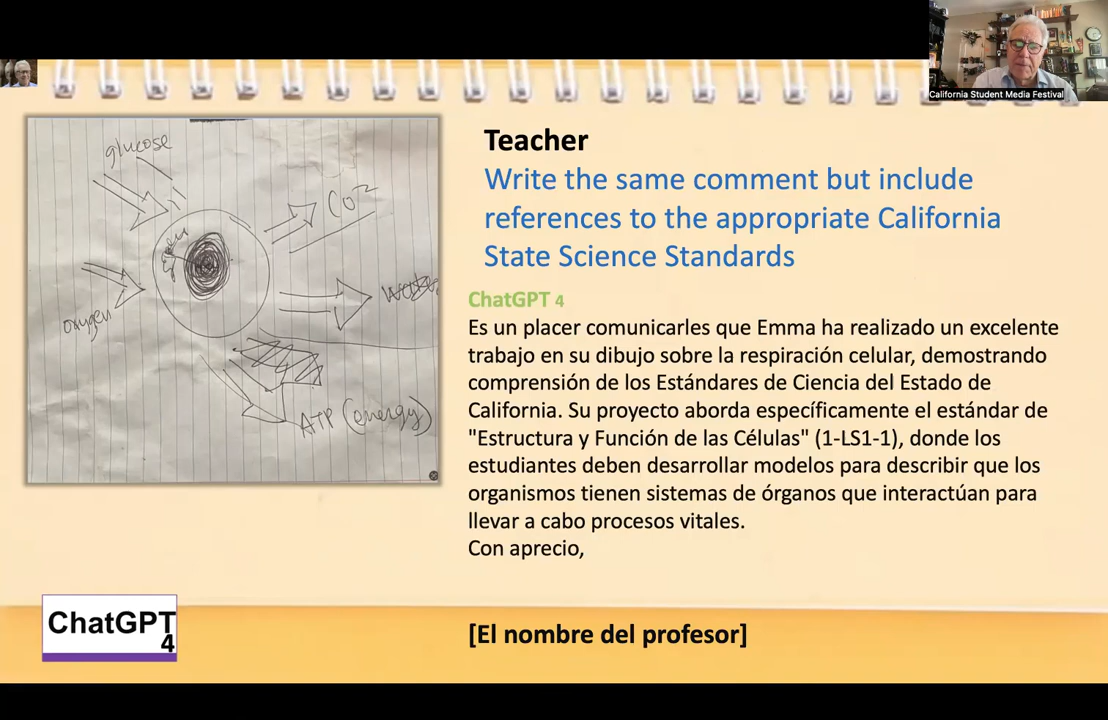 California Student Media Festival
glucose
CO-2
oxygen
ATP (energy)
Teacher
Write the same comment but include
references to the appropriate California
State Science Standards
ChatGPT 4
Es un placer comunicarles que Emma ha realizado un excelente
trabajo en su dibujo sobre la respiración celular, demostrando
comprensión de los Estándares de Ciencia del Estado de
California. Su proyecto aborda específicamente el estándar de
"Estructura y Función de las Células" (1-LS1-1), donde los
estudiantes deben desarrollar modelos para describir que los
organismos tienen sistemas de órganos que interactúan para
llevar a cabo procesos vitales.
Con aprecio,
[El nombre del profesor]
ChatGPT
4